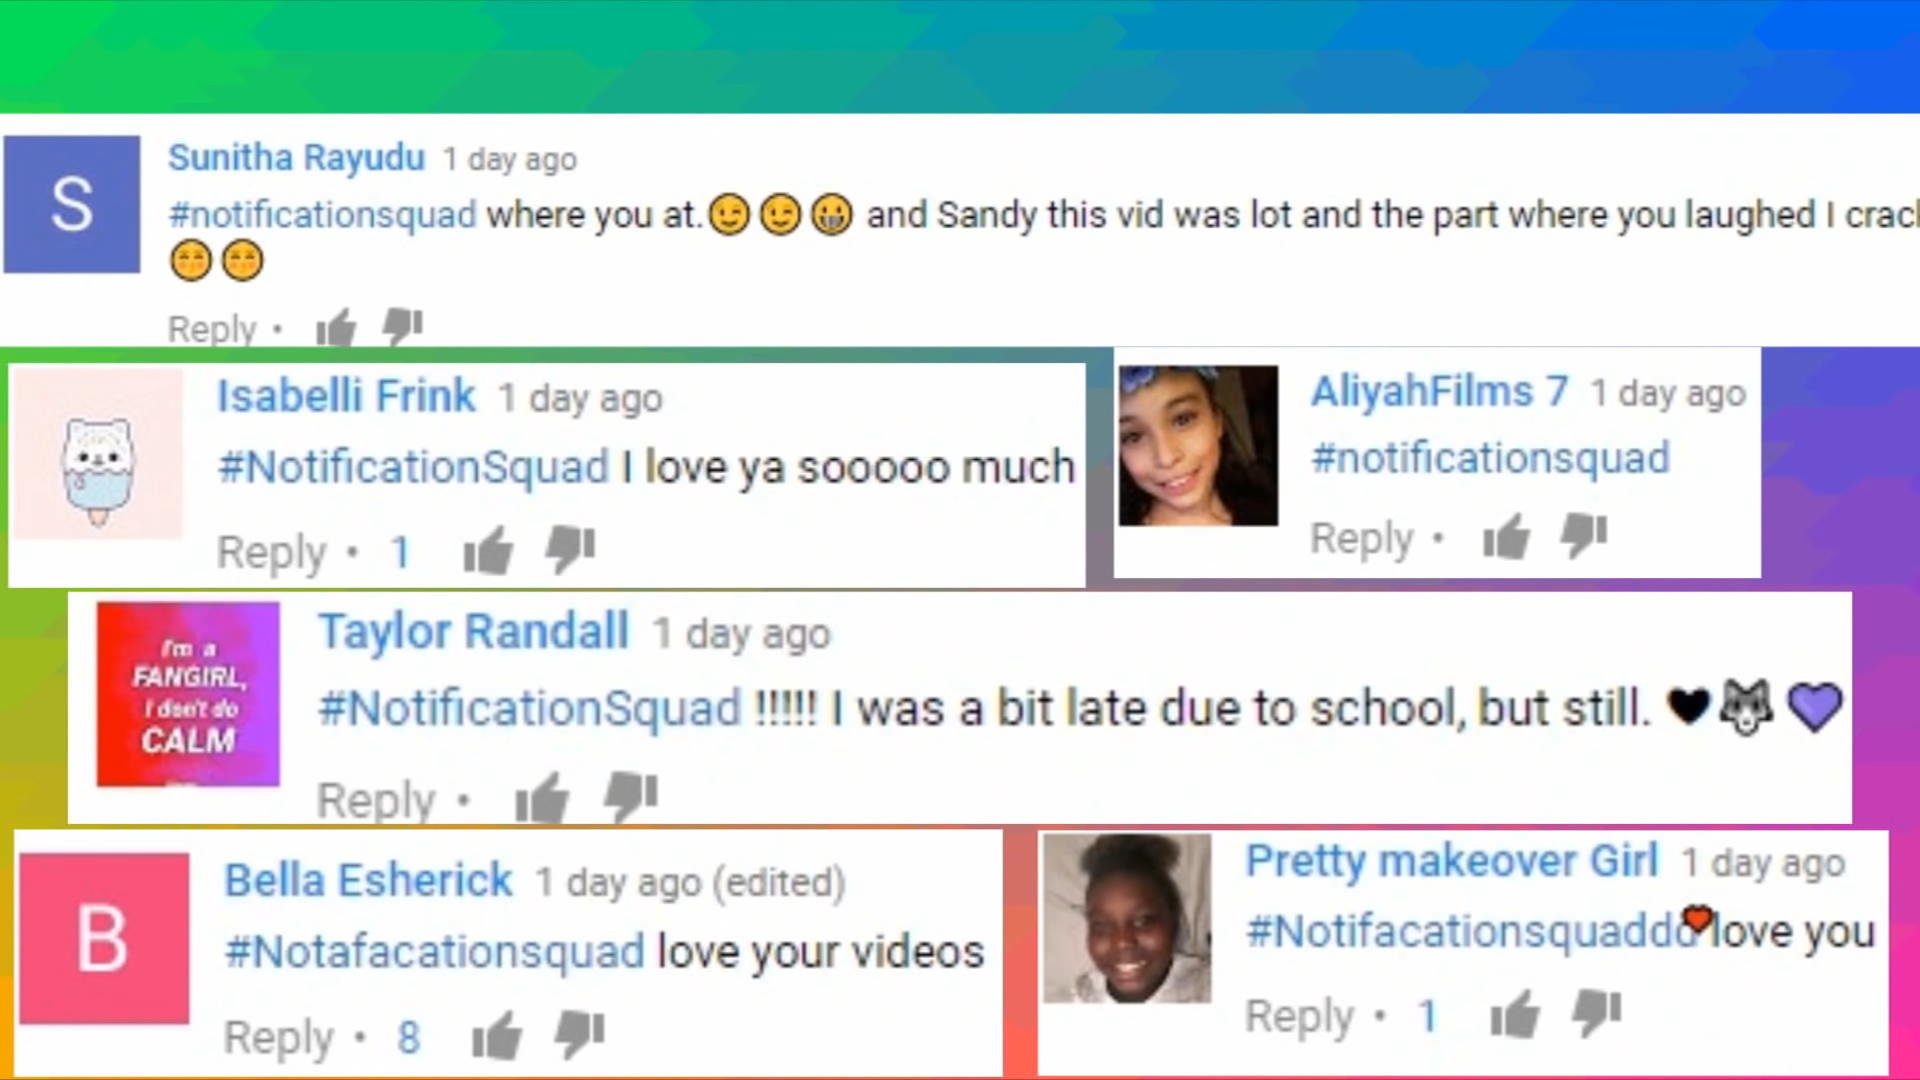 S
Sunitha Rayudu 1 day ago
#notificationsquad where you at.😉😉😀 and Sandy this vid was lot and the part where you laughed I
😊😊
Reply •
Isabelli Frink 1 day ago
#NotificationSquad I love ya sooooo much
Reply • 1
AliyahFilms 7 1 day ago
#notificationsquad
Reply •
I'm a
FANGIRL,
I don't do
CALM
Taylor Randall 1 day ago
#NotificationSquad !!!!! I was a bit late due to school, but still. 🖤🐺💜
Reply •
B
Bella Esherick 1 day ago (edited)
#Notafacationsquad love your videos
Reply • 8
Pretty makeover Girl 1 day ago
#Notifacationsquaddd❤love you
Reply • 1